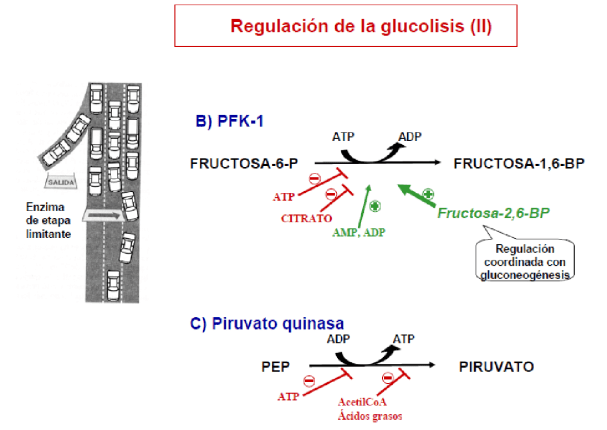 Regulación de la glucolisis (II)
SALIDA
Enzima
de etapa
limitante
B) PFK-1
ATP ADP
FRUCTOSA-6-P FRUCTOSA-1,6-BP
ATP
CITRATO
AMP, ADP
Fructosa-2,6-BP
Regulación
coordinada con
gluconeogénesis
C) Piruvato quinasa
ADP ATP
PEP PIRUVATO
ATP
AcetilCoA
Ácidos grasos